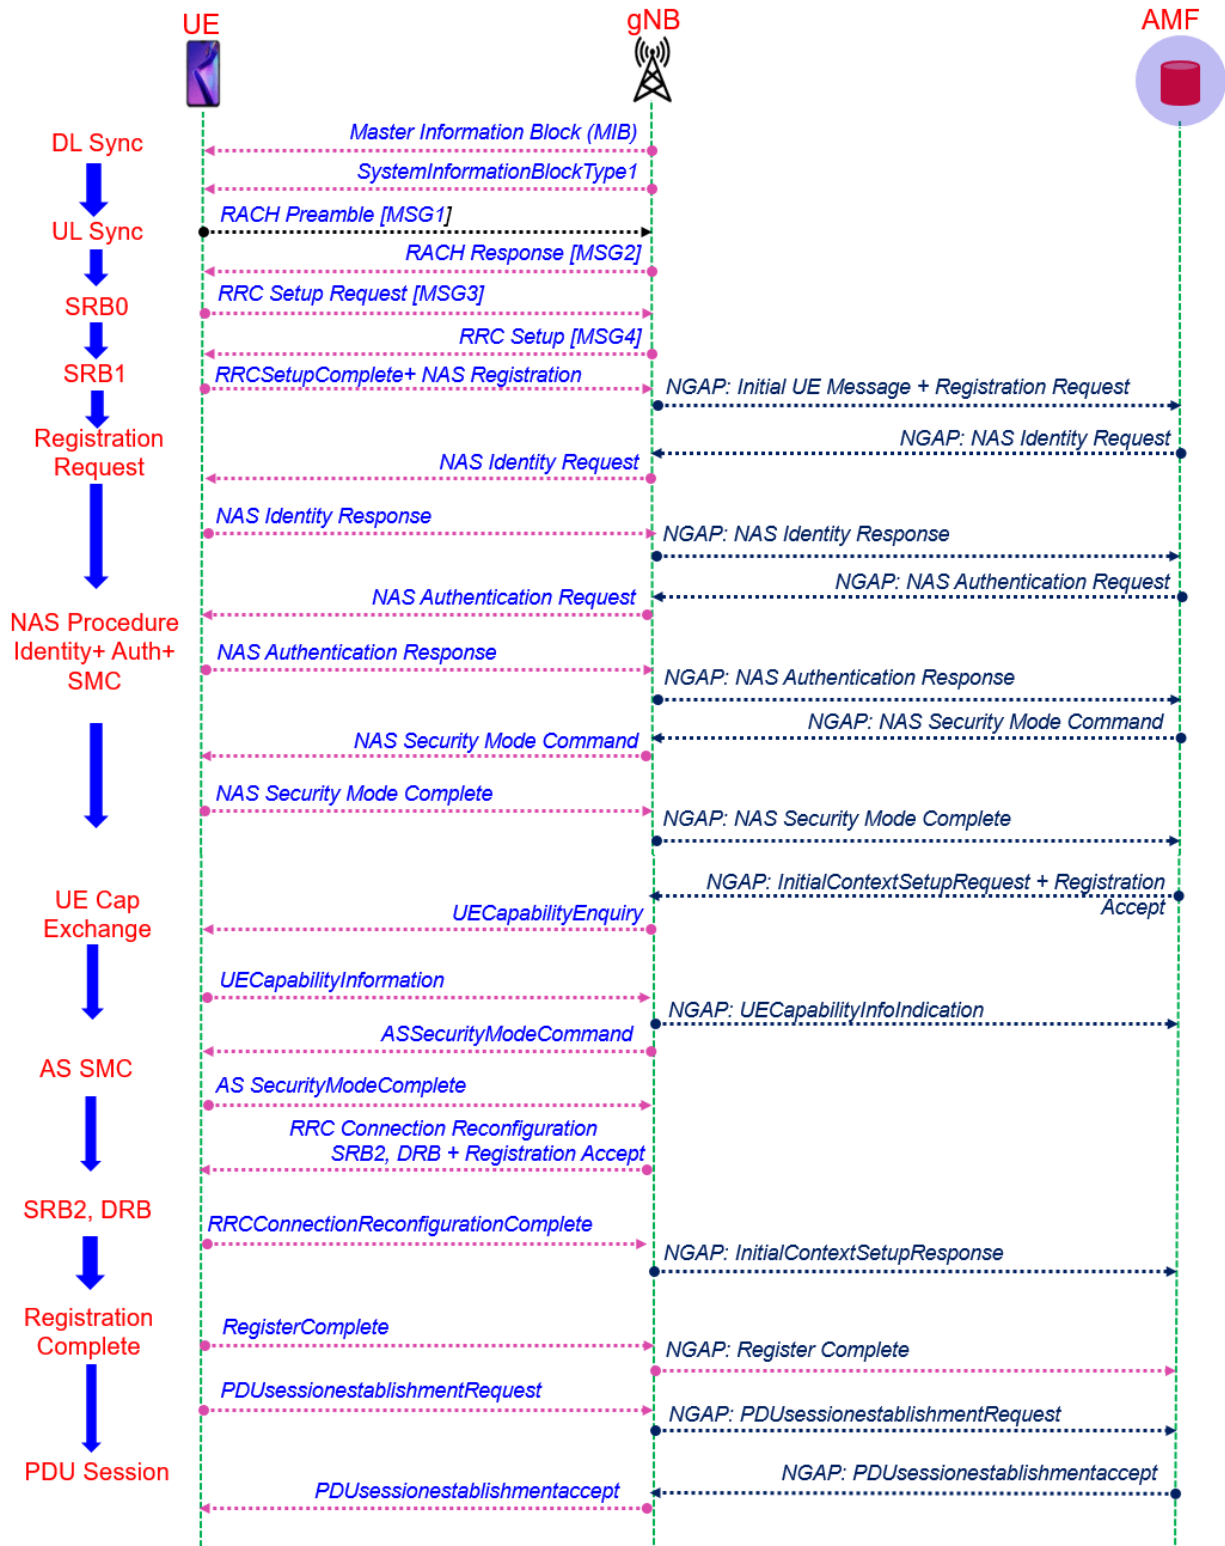 UE
gNB
AMF
DL Sync
Master Information Block (MIB)
SystemInformationBlockType1
RACH Preamble [MSG1]
UL Sync
RACH Response [MSG2]
SRB0
RRC Setup Request [MSG3]
RRC Setup [MSG4]
SRB1
RRCSetupComplete+ NAS Registration
NGAP: Initial UE Message + Registration Request
Registration
Request
NGAP: NAS Identity Request
NAS Identity Request
NAS Identity Response
NGAP: NAS Identity Response
NGAP: NAS Authentication Request
NAS Authentication Request
NAS Procedure
Identity+ Auth+
SMC
NAS Authentication Response
NGAP: NAS Authentication Response
NGAP: NAS Security Mode Command
NAS Security Mode Command
NAS Security Mode Complete
NGAP: NAS Security Mode Complete
NGAP: InitialContextSetupRequest + Registration
Accept
UE Cap
Exchange
UECapabilityEnquiry
UECapabilityInformation
NGAP: UECapabilityInfoIndication
ASSecurityModeCommand
AS SMC
AS SecurityModeComplete
RRC Connection Reconfiguration
SRB2, DRB + Registration Accept
SRB2, DRB
RRCConnectionReconfigurationComplete
NGAP: InitialContextSetupResponse
Registration
Complete
RegisterComplete
NGAP: Register Complete
PDUsessionestablishmentRequest
NGAP: PDUsessionestablishmentRequest
PDU Session
NGAP: PDUsessionestablishmentaccept
PDUsessionestablishmentaccept